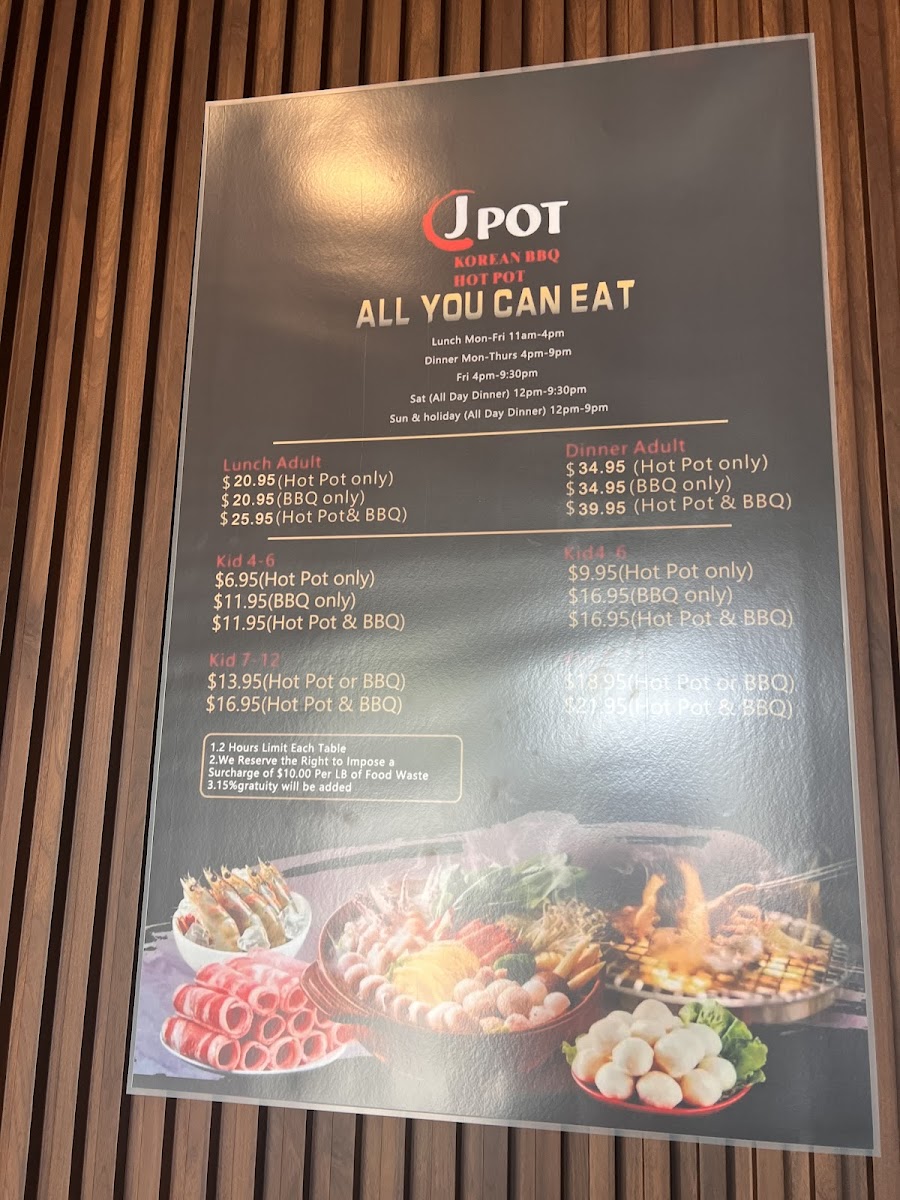 JPOT
KOREAN BBQ
HOT POT
ALL YOU CAN EAT
Lunch Mon-Fri 11am-4pm
Dinner Mon-Thurs 4pm-9pm
Fri 4pm-9:30pm
Sat (All Day Dinner) 12pm-9:30pm
Sun & holiday (All Day Dinner) 12pm-9pm
Lunch Adult
$20.95(Hot Pot only)
$20.95(BBQ only)
$25.95(Hot Pot& BBQ)
Dinner Adult
$34.95 (Hot Pot only)
$34.95(BBQ only)
$39.95 (Hot Pot & BBQ)
Kid 4-6
$6.95(Hot Pot only)
$11.95(BBQ only)
$11.95(Hot Pot & BBQ)
Kid4-6
$9.95(Hot Pot only)
$16.95(BBQ only)
$16.95(Hot Pot & BBQ)
Kid 7-12
$13.95(Hot Pot or BBQ)
$16.95(Hot Pot & BBQ)
$18.95(Hot Pot or BBQ)
$21.95(Hot Pot & BBQ)
1.2 Hours Limit Each Table
2.We Reserve the Right to Impose a
Surcharge of $10.00 Per LB of Food Waste
3.15%gratuity will be added